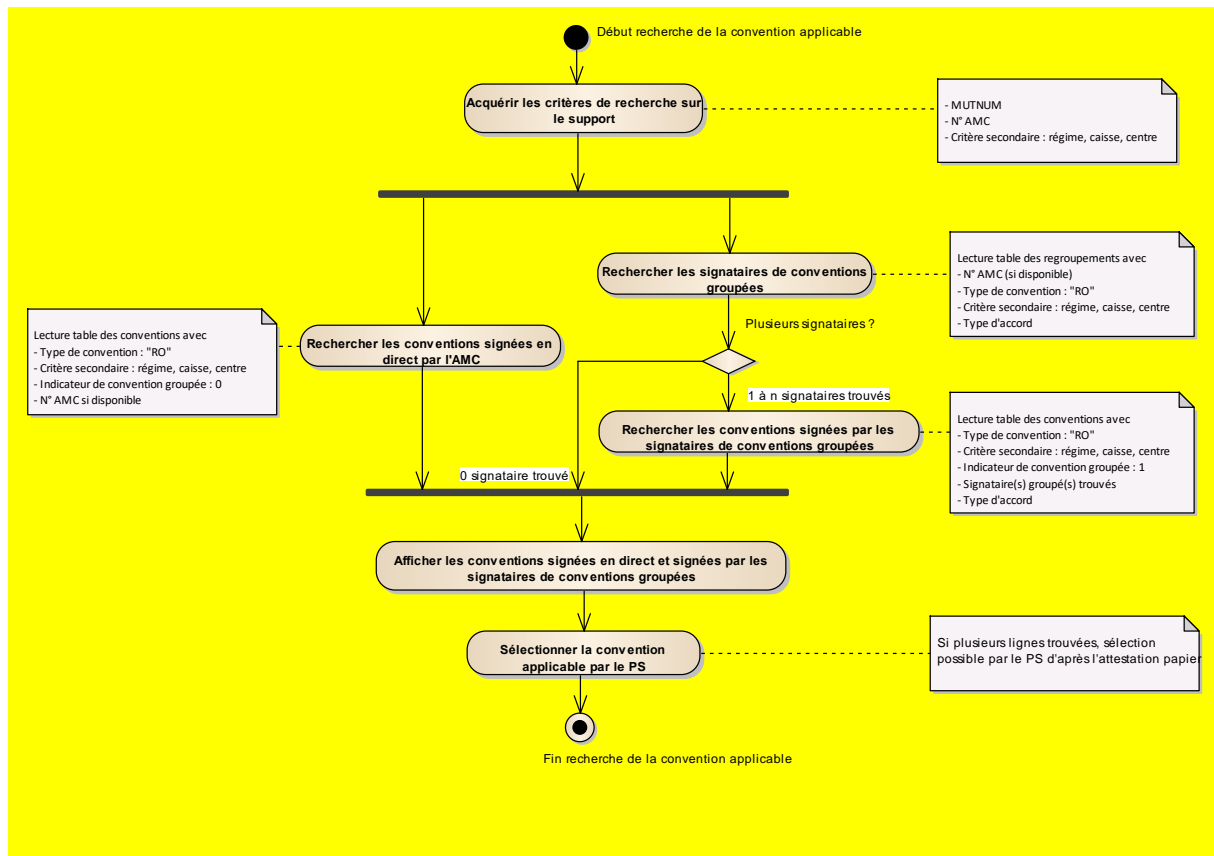 Début recherche de la convention applicable
Acquérir les critères de recherche sur
le support
- MUTNUM
- N° AMC
- Critère secondaire : régime, caisse, centre
Rechercher les signataires de conventions
groupées
Lecture table des regroupements avec
- N° AMC (si disponible)
- Type de convention : "RO"
- Critère secondaire : régime, caisse, centre
- Type d'accord
Lecture table des conventions avec
- Type de convention : "RO"
- Critère secondaire : régime, caisse, centre
- Indicateur de convention groupée : 0
- N° AMC si disponible
Rechercher les conventions signées en
direct par l'AMC
Plusieurs signataires ?
1 à n signataires trouvés
Rechercher les conventions signées par les
signataires de conventions groupées
Lecture table des conventions avec
- Type de convention : "RO"
- Critère secondaire : régime, caisse, centre
- Indicateur de convention groupée : 1
- Signataire(s) groupé(s) trouvés
- Type d'accord
0 signataire trouvé
Afficher les conventions signées en direct et signées par les
signataires de conventions groupées
Sélectionner la convention
applicable par le PS
Si plusieurs lignes trouvées, sélection
possible par le PS d'après l'attestation papier
Fin recherche de la convention applicable